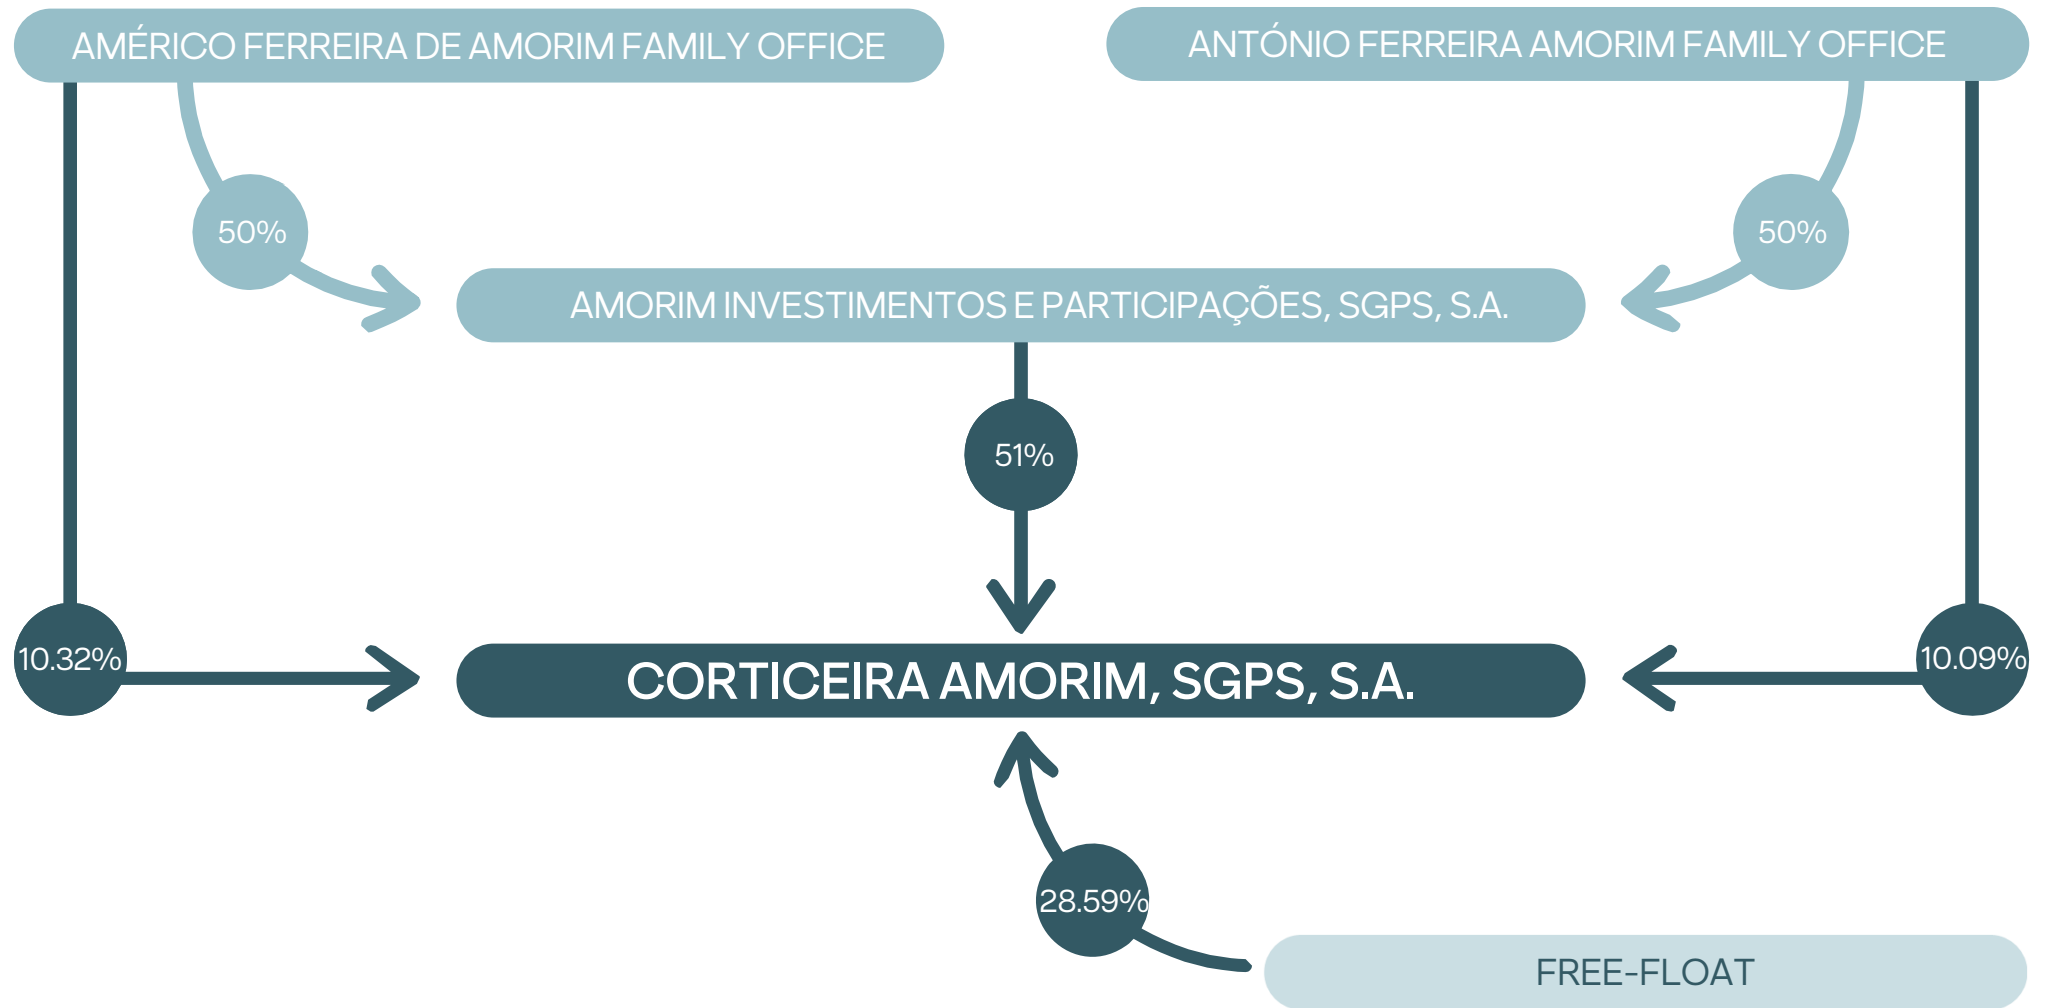 AMÉRICO FERREIRA DE AMORIM FAMILY OFFICE
ANTÓNIO FERREIRA AMORIM FAMILY OFFICE
50%
50%
AMORIM INVESTIMENTOS E PARTICIPAÇÕES, SGPS, S.A.
51%
10.32%
10.09%
CORTICEIRA AMORIM, SGPS, S.A.
28.59%
FREE-FLOAT